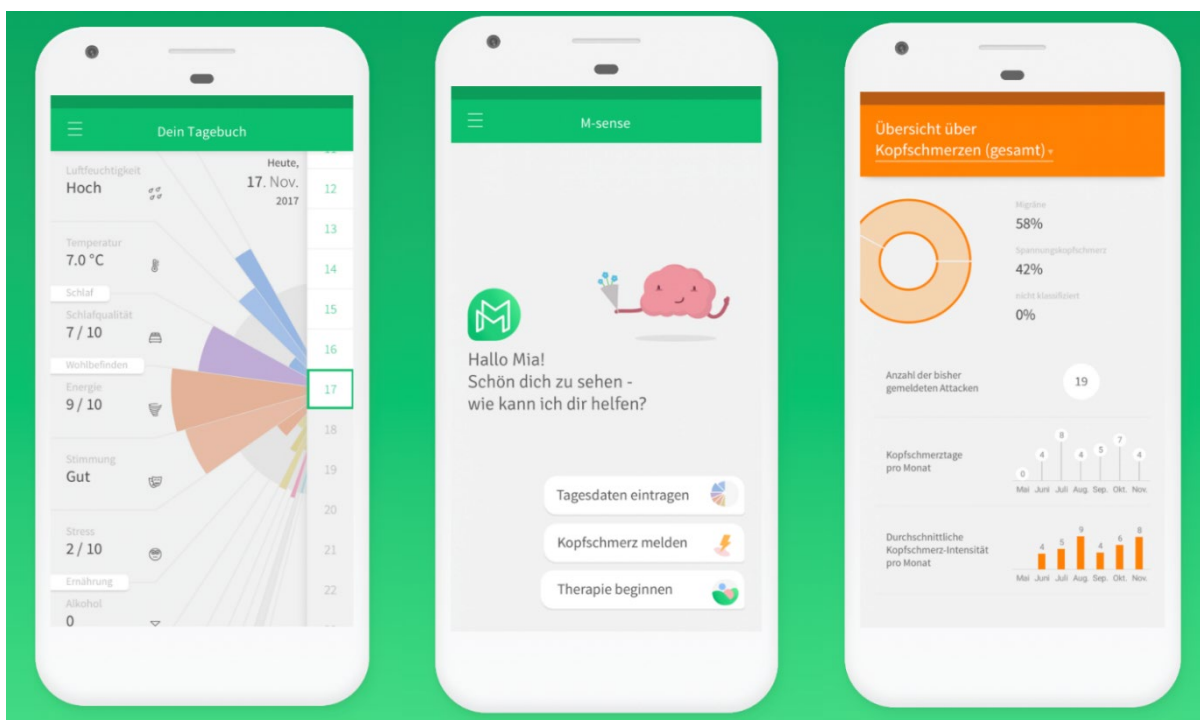 Dein Tagebuch
Luftfeuchtigkeit
Hoch
Temperatur
7.0 °C
Schlaf
Schlafqualität
7 / 10
Wohlbefinden
Energie
9 / 10
Stimmung
Gut
Stress
2 / 10
Ernährung
Alkohol
0
Heute,
17. Nov.
2017
12
13
14
15
16
17
18
19
20
21
22
M-sense
Hallo Mia!
Schön dich zu sehen -
wie kann ich dir helfen?
Tagesdaten eintragen
Kopfschmerz melden
Therapie beginnen
Übersicht über
Kopfschmerzen (gesamt)
Migräne
58%
Spannungskopfschmerz
42%
nicht klassifiziert
0%
Anzahl der bisher
gemeldeten Attacken
19
Kopfschmerztage
pro Monat
0 4 8 4 5 7 4
Mai Juni Juli Aug. Sep. Okt. Nov.
Durchschnittliche
Kopfschmerz-Intensität
pro Monat
4 5 9 4 6 8
Mai Juni Juli Aug. Sep. Okt. Nov.